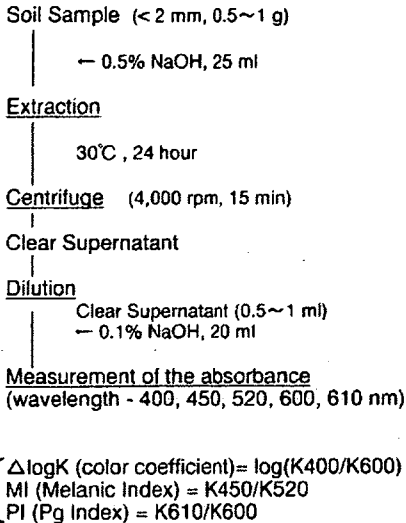 Soil Sample (< 2 mm, 0.5~1 g)
← 0.5% NaOH, 25 ml
Extraction
30℃ , 24 hour
Centrifuge (4,000 rpm, 15 min)
Clear Supernatant
Dilution
Clear Supernatant (0.5~1 ml)
← 0.1% NaOH, 20 ml
Measurement of the absorbance
(wavelength - 400, 450, 520, 600, 610 nm)
△logK (color coefficient)= log(K400/K600)
MI (Melanic Index) = K450/K520
PI (Pg Index) = K610/K600